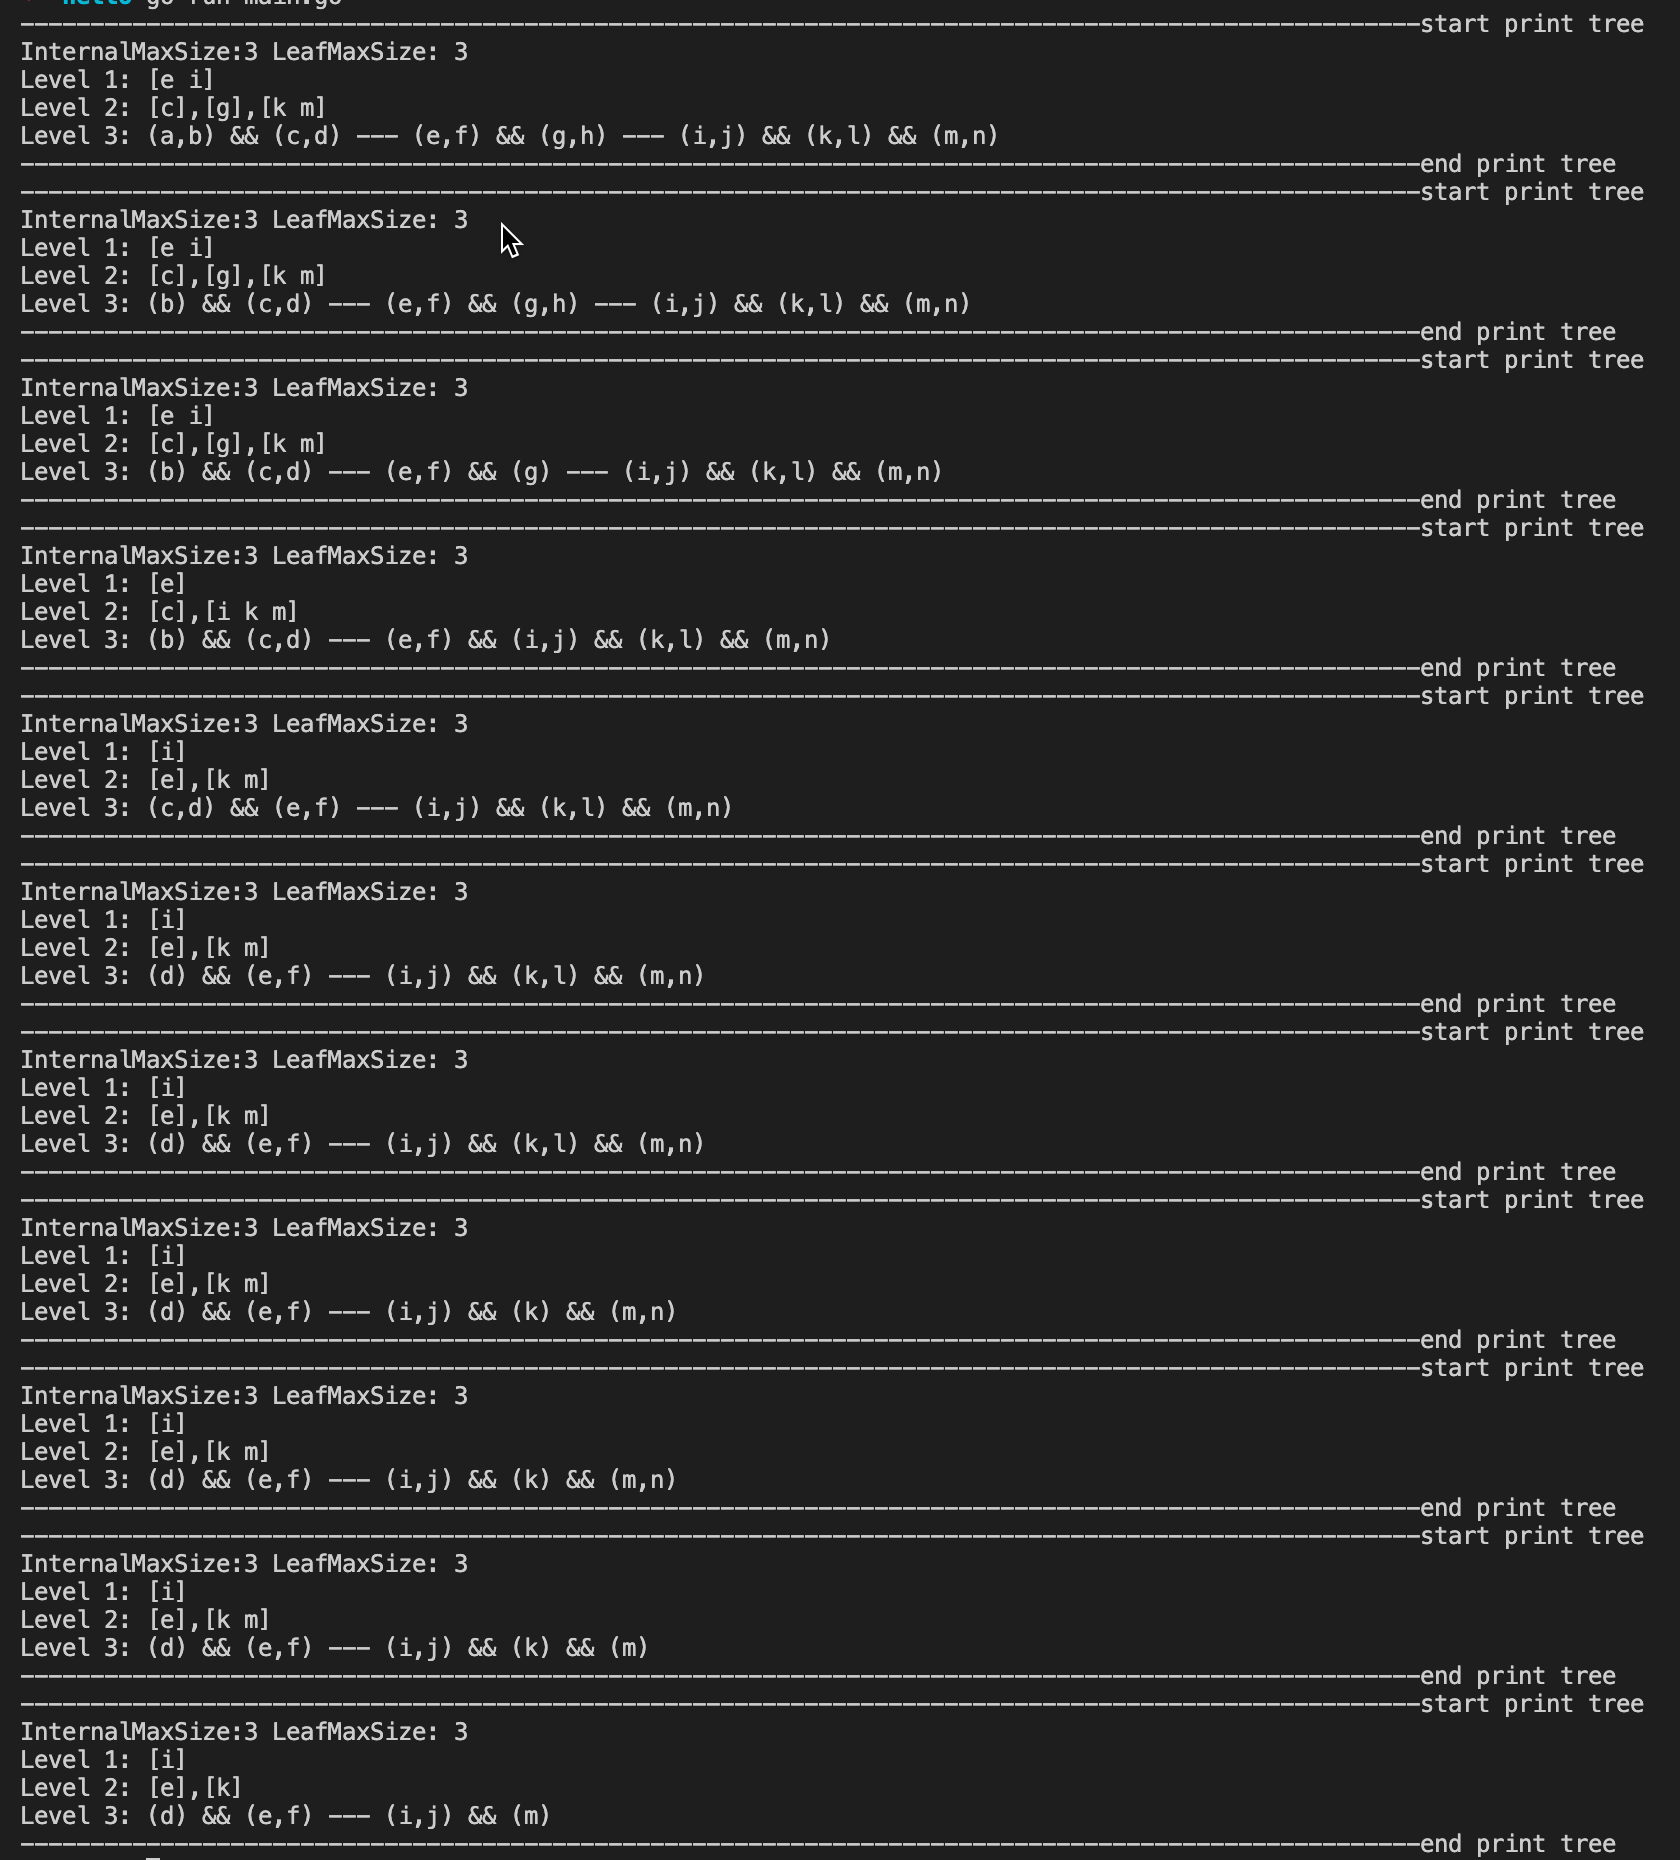 hello go run main.go
----------------------------------------------------------------------------------------------------start print tree
InternalMaxSize:3 LeafMaxSize: 3
Level 1: [e i]
Level 2: [c],[g],[k m]
Level 3: (a,b) && (c,d) --- (e,f) && (g,h) --- (i,j) && (k,l) && (m,n)
----------------------------------------------------------------------------------------------------end print tree
----------------------------------------------------------------------------------------------------start print tree
InternalMaxSize:3 LeafMaxSize: 3
Level 1: [e i]
Level 2: [c],[g],[k m]
Level 3: (b) && (c,d) --- (e,f) && (g,h) --- (i,j) && (k,l) && (m,n)
----------------------------------------------------------------------------------------------------end print tree
----------------------------------------------------------------------------------------------------start print tree
InternalMaxSize:3 LeafMaxSize: 3
Level 1: [e i]
Level 2: [c],[g],[k m]
Level 3: (b) && (c,d) --- (e,f) && (g) --- (i,j) && (k,l) && (m,n)
----------------------------------------------------------------------------------------------------end print tree
----------------------------------------------------------------------------------------------------start print tree
InternalMaxSize:3 LeafMaxSize: 3
Level 1: [e]
Level 2: [c],[i k m]
Level 3: (b) && (c,d) --- (e,f) && (i,j) && (k,l) && (m,n)
----------------------------------------------------------------------------------------------------end print tree
----------------------------------------------------------------------------------------------------start print tree
InternalMaxSize:3 LeafMaxSize: 3
Level 1: [i]
Level 2: [e],[k m]
Level 3: (c,d) && (e,f) --- (i,j) && (k,l) && (m,n)
----------------------------------------------------------------------------------------------------end print tree
----------------------------------------------------------------------------------------------------start print tree
InternalMaxSize:3 LeafMaxSize: 3
Level 1: [i]
Level 2: [e],[k m]
Level 3: (d) && (e,f) --- (i,j) && (k,l) && (m,n)
----------------------------------------------------------------------------------------------------end print tree
----------------------------------------------------------------------------------------------------start print tree
InternalMaxSize:3 LeafMaxSize: 3
Level 1: [i]
Level 2: [e],[k m]
Level 3: (d) && (e,f) --- (i,j) && (k,l) && (m,n)
----------------------------------------------------------------------------------------------------end print tree
----------------------------------------------------------------------------------------------------start print tree
InternalMaxSize:3 LeafMaxSize: 3
Level 1: [i]
Level 2: [e],[k m]
Level 3: (d) && (e,f) --- (i,j) && (k) && (m,n)
----------------------------------------------------------------------------------------------------end print tree
----------------------------------------------------------------------------------------------------start print tree
InternalMaxSize:3 LeafMaxSize: 3
Level 1: [i]
Level 2: [e],[k m]
Level 3: (d) && (e,f) --- (i,j) && (k) && (m,n)
----------------------------------------------------------------------------------------------------end print tree
----------------------------------------------------------------------------------------------------start print tree
InternalMaxSize:3 LeafMaxSize: 3
Level 1: [i]
Level 2: [e],[k m]
Level 3: (d) && (e,f) --- (i,j) && (k) && (m)
----------------------------------------------------------------------------------------------------end print tree
----------------------------------------------------------------------------------------------------start print tree
InternalMaxSize:3 LeafMaxSize: 3
Level 1: [i]
Level 2: [e],[k]
Level 3: (d) && (e,f) --- (i,j) && (m)
----------------------------------------------------------------------------------------------------end print tree